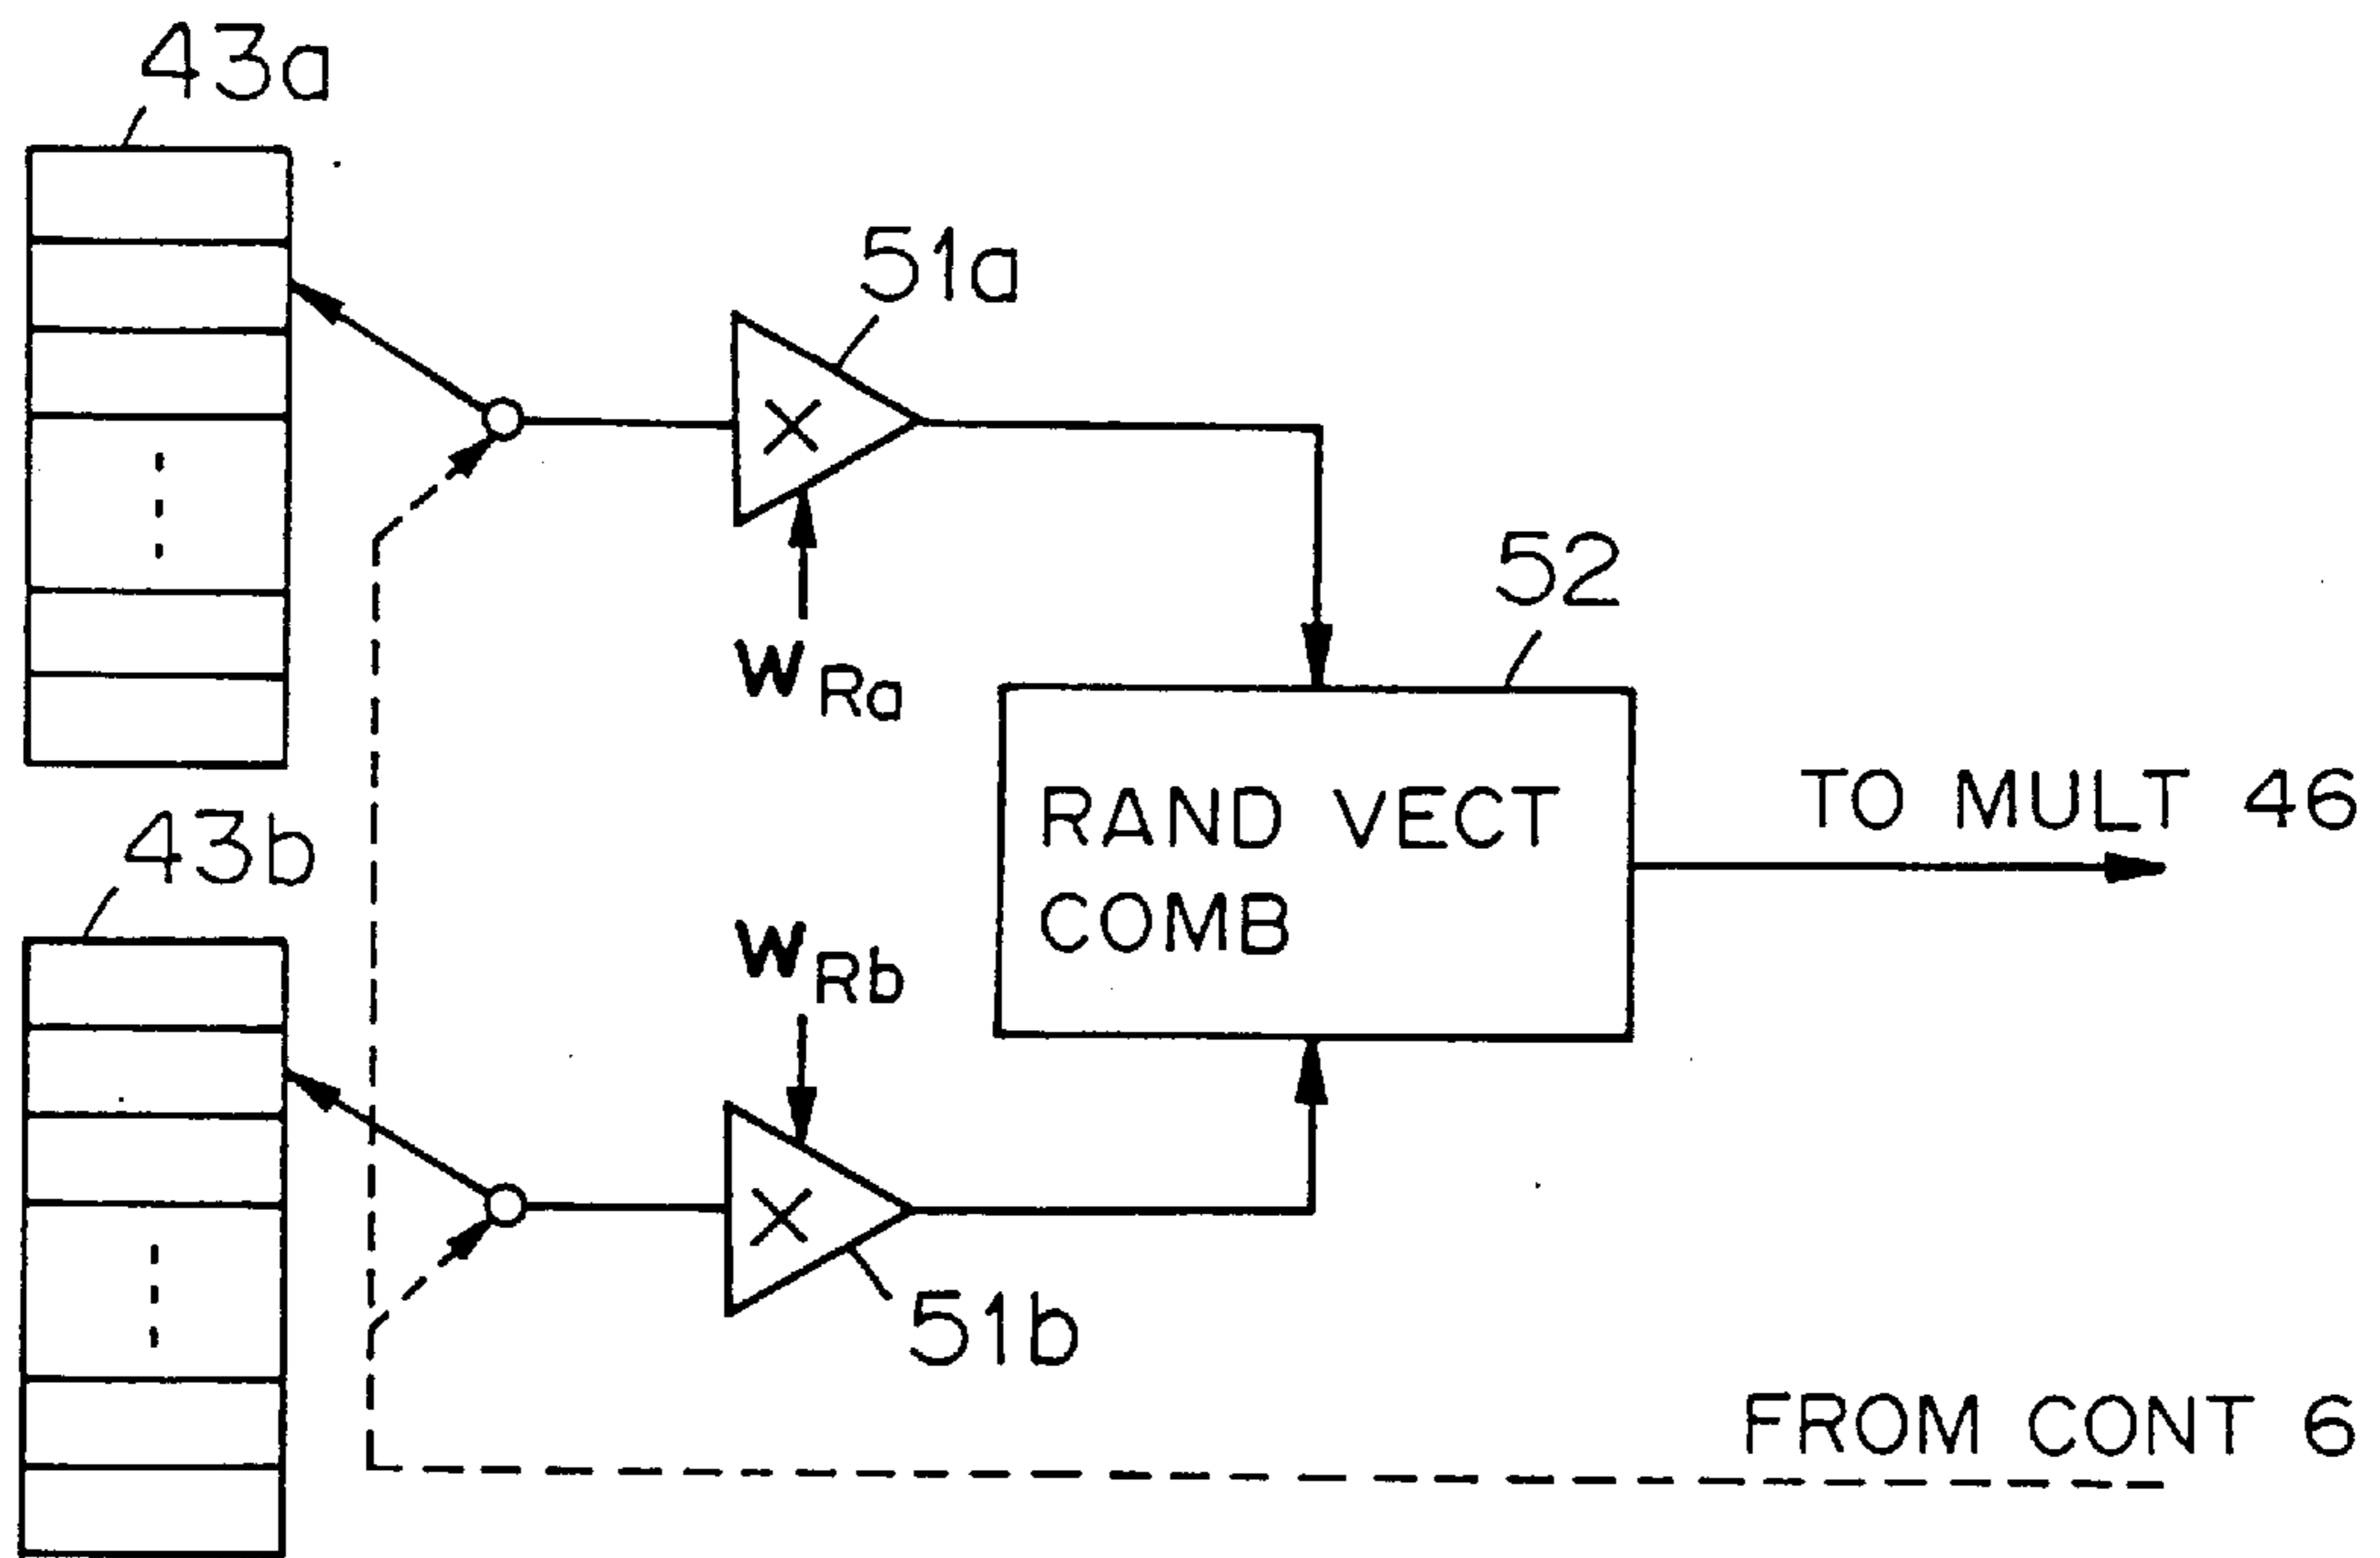 43a
51a
×
W Ra
52
RAND VECT
COMB
TO MULT 46
43b
W Rb
×
51b
FROM CONT 6